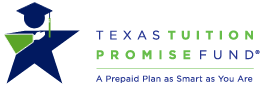 TEXAS TUITION
PROMISE FUND®
A Prepaid Plan as Smart as You Are